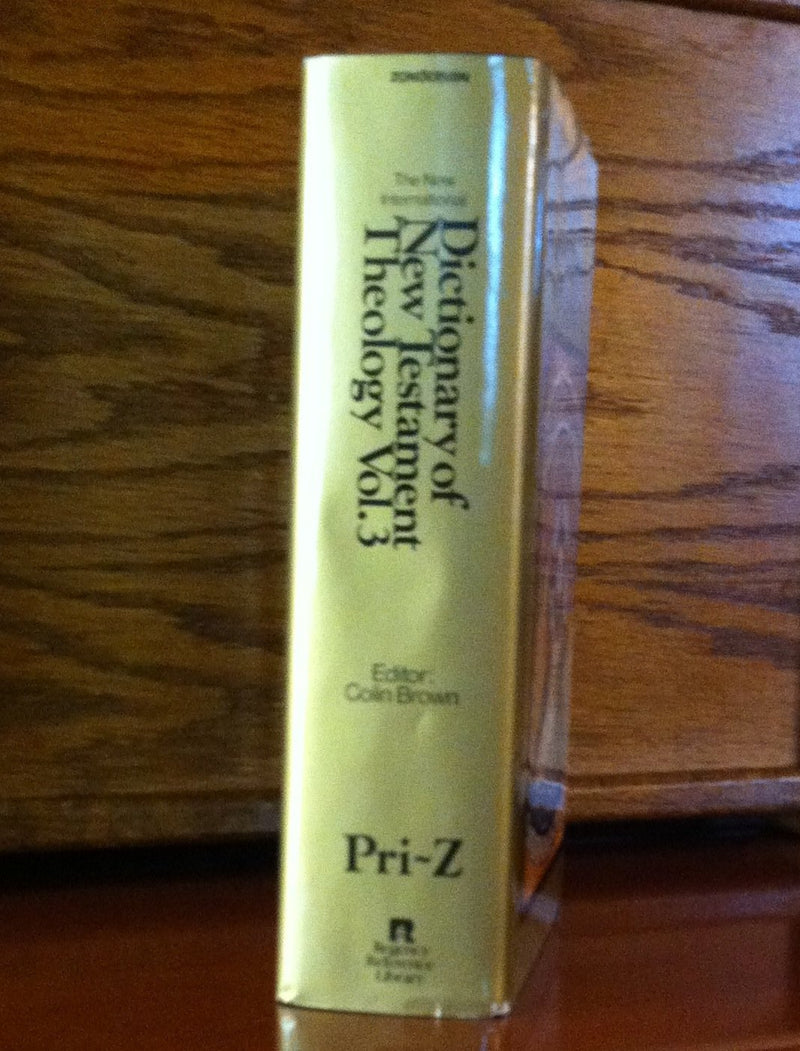 ZONDERVAN
The New
International
Dictionary of
New Testament
Theology Vol.3
Editor:
Colin Brown
Pri-Z
R
Regency
Reference
Library